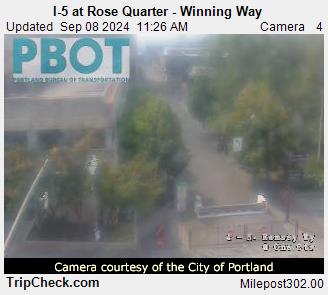 I-5 at Rose Quarter - Winning Way
Updated Sep 08 2024 11:26 AM Camera 4
PBOT
PORTLAND BUREAU OF TRANSPORTATION
Camera courtesy of the City of Portland
TripCheck.com Milepost302.00